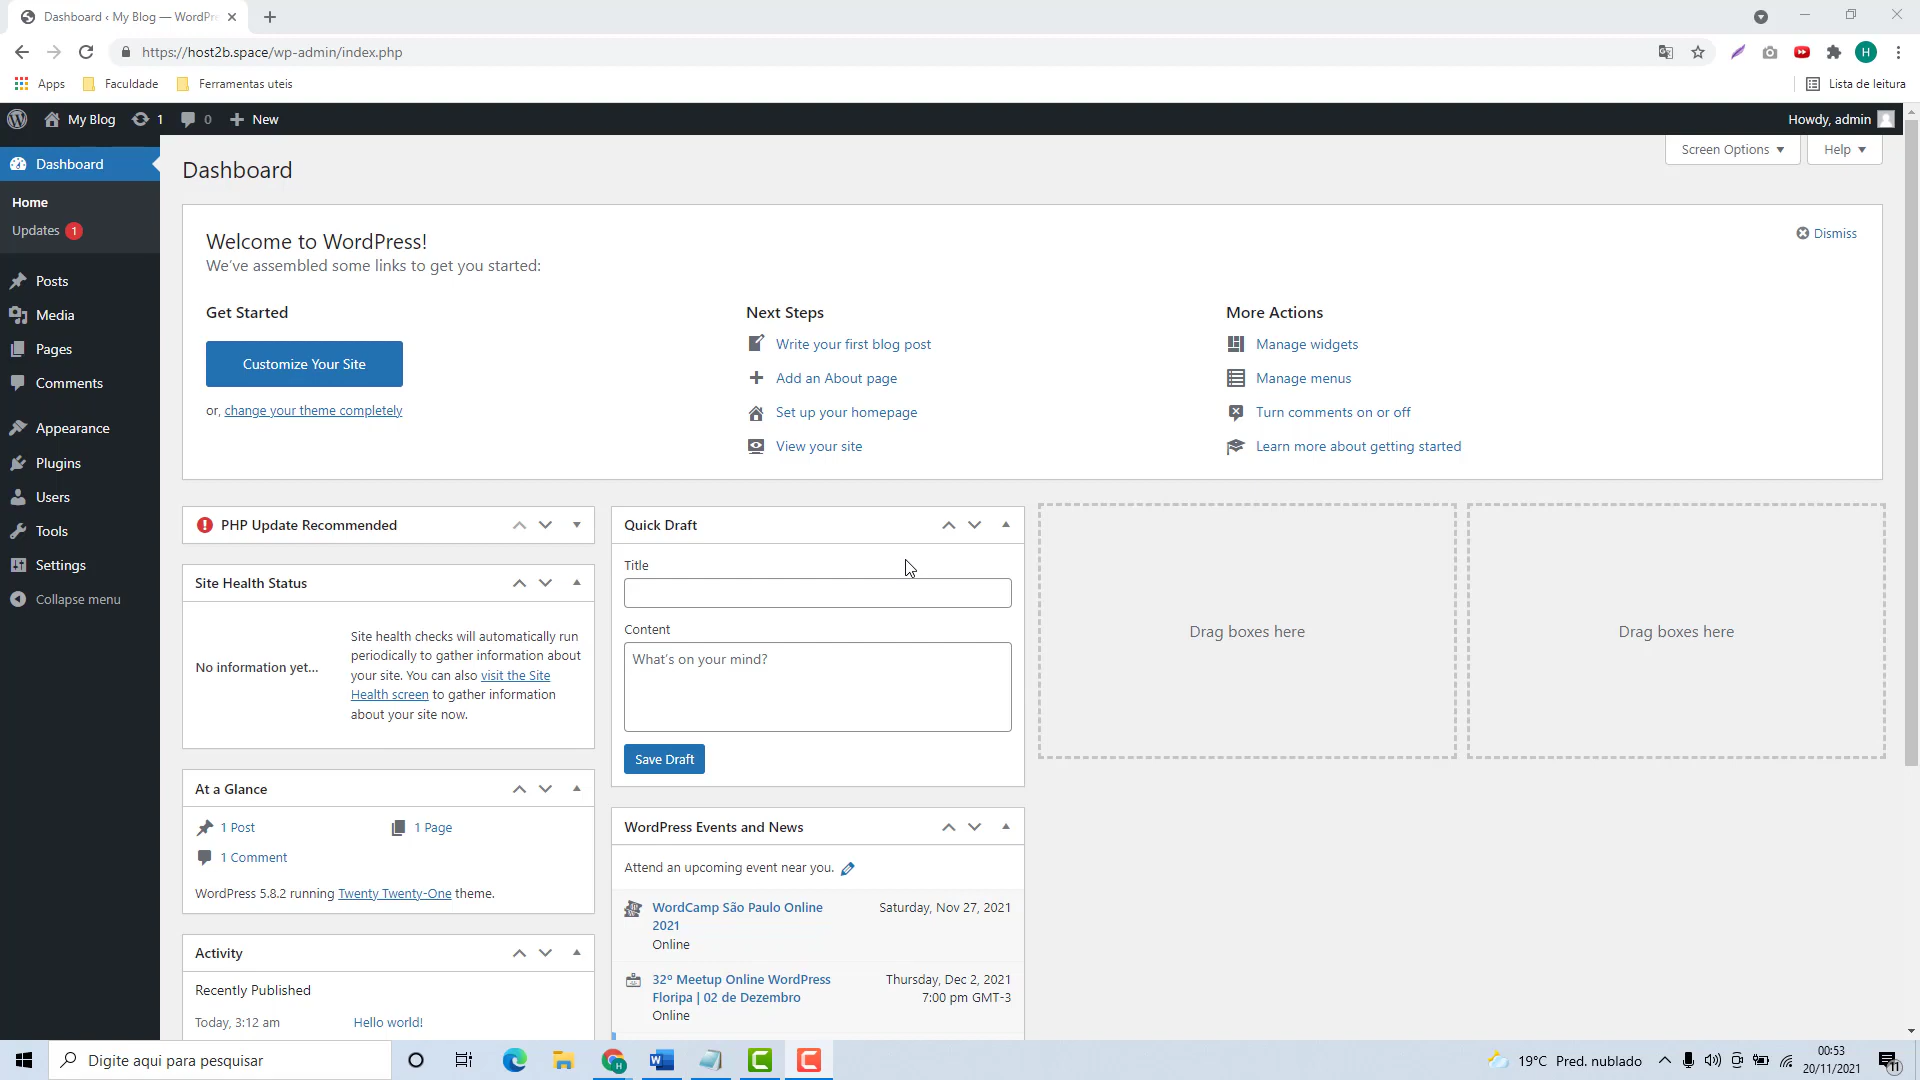 Dashboard ‹ My Blog — WordPre
https://host2b.space/wp-admin/index.php
H
Apps
Faculdade
Ferramentas uteis
Lista de leitura
My Blog
1
0
New
Howdy, admin
Dashboard
Home
Updates 1
Posts
Media
Pages
Comments
Appearance
Plugins
Users
Tools
Settings
Collapse menu
Dashboard
Screen Options
Help
Welcome to WordPress!
We've assembled some links to get you started:
Dismiss
Get Started
Customize Your Site
or, change your theme completely
Next Steps
Write your first blog post
Add an About page
Set up your homepage
View your site
More Actions
Manage widgets
Manage menus
Turn comments on or off
Learn more about getting started
PHP Update Recommended
Site Health Status
No information yet...
Site health checks will automatically run
periodically to gather information about
your site. You can also visit the Site
Health screen to gather information
about your site now.
At a Glance
1 Post
1 Page
1 Comment
WordPress 5.8.2 running Twenty Twenty-One theme.
Activity
Recently Published
Today, 3:12 am
Hello world!
Quick Draft
Title
Content
What's on your mind?
Save Draft
WordPress Events and News
Attend an upcoming event near you.
WordCamp São Paulo Online
2021
Online
Saturday, Nov 27, 2021
32º Meetup Online WordPress
Floripa | 02 de Dezembro
Online
Thursday, Dec 2, 2021
7:00 pm GMT-3
Drag boxes here
Drag boxes here
Digite aqui para pesquisar
19°C Pred. nublado
00:53
20/11/2021
11